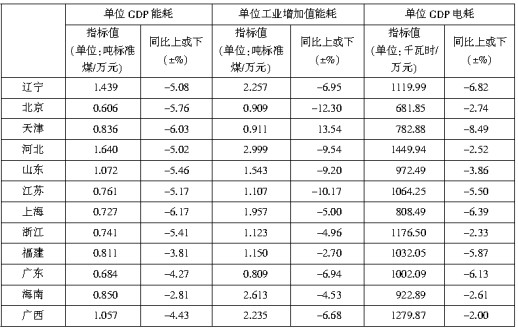 单位 GDP 能耗 单位工业增加值能耗 单位 GDP 电耗
指标值 (单位:吨标准煤/万元) 同比上或下 (±%) 指标值 (单位:吨标准煤/万元) 同比上或下 (±%) 指标值 (单位:千瓦时/万元) 同比上或下 (±%)
辽宁 1.439 −5.08 2.257 −6.95 1119.99 −6.82
北京 0.606 −5.76 0.909 −12.30 681.85 −2.74
天津 0.836 −6.03 0.911 13.54 782.88 −8.49
河北 1.640 −5.02 2.999 −9.54 1449.94 −2.52
山东 1.072 −5.46 1.543 −9.20 972.49 −3.86
江苏 0.761 −5.17 1.107 −10.17 1064.25 −5.50
上海 0.727 −6.17 1.957 −5.00 808.49 −6.39
浙江 0.741 −5.41 1.123 −4.96 1176.50 −2.33
福建 0.811 −3.81 1.150 −2.70 1032.05 −5.87
广东 0.684 −4.27 0.809 −6.94 1002.09 −6.13
海南 0.850 −2.81 2.613 −4.53 922.89 −2.61
广西 1.057 −4.43 2.235 −6.68 1279.87 −2.00